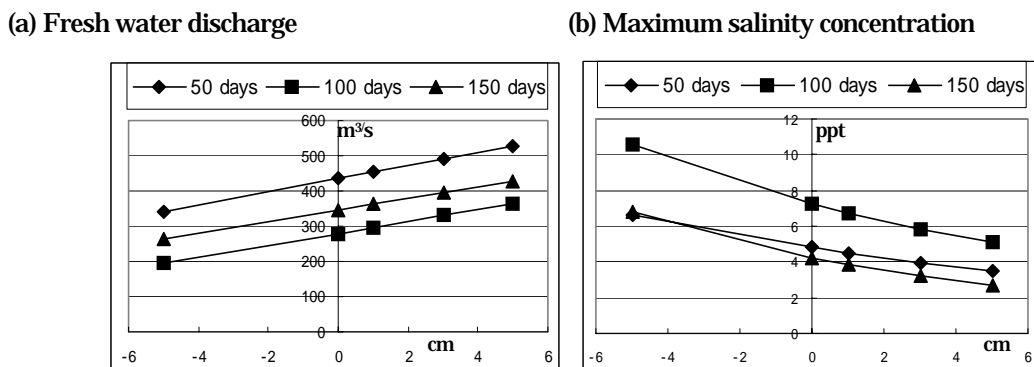 (a) Fresh water discharge
50 days 100 days 150 days
m³/s
600
500
400
300
200
100
0
-6 -4 -2 0 2 4 6
cm
(b) Maximum salinity concentration
50 days 100 days 150 days
ppt
12
10
8
6
4
2
0
-6 -4 -2 0 2 4 6
cm